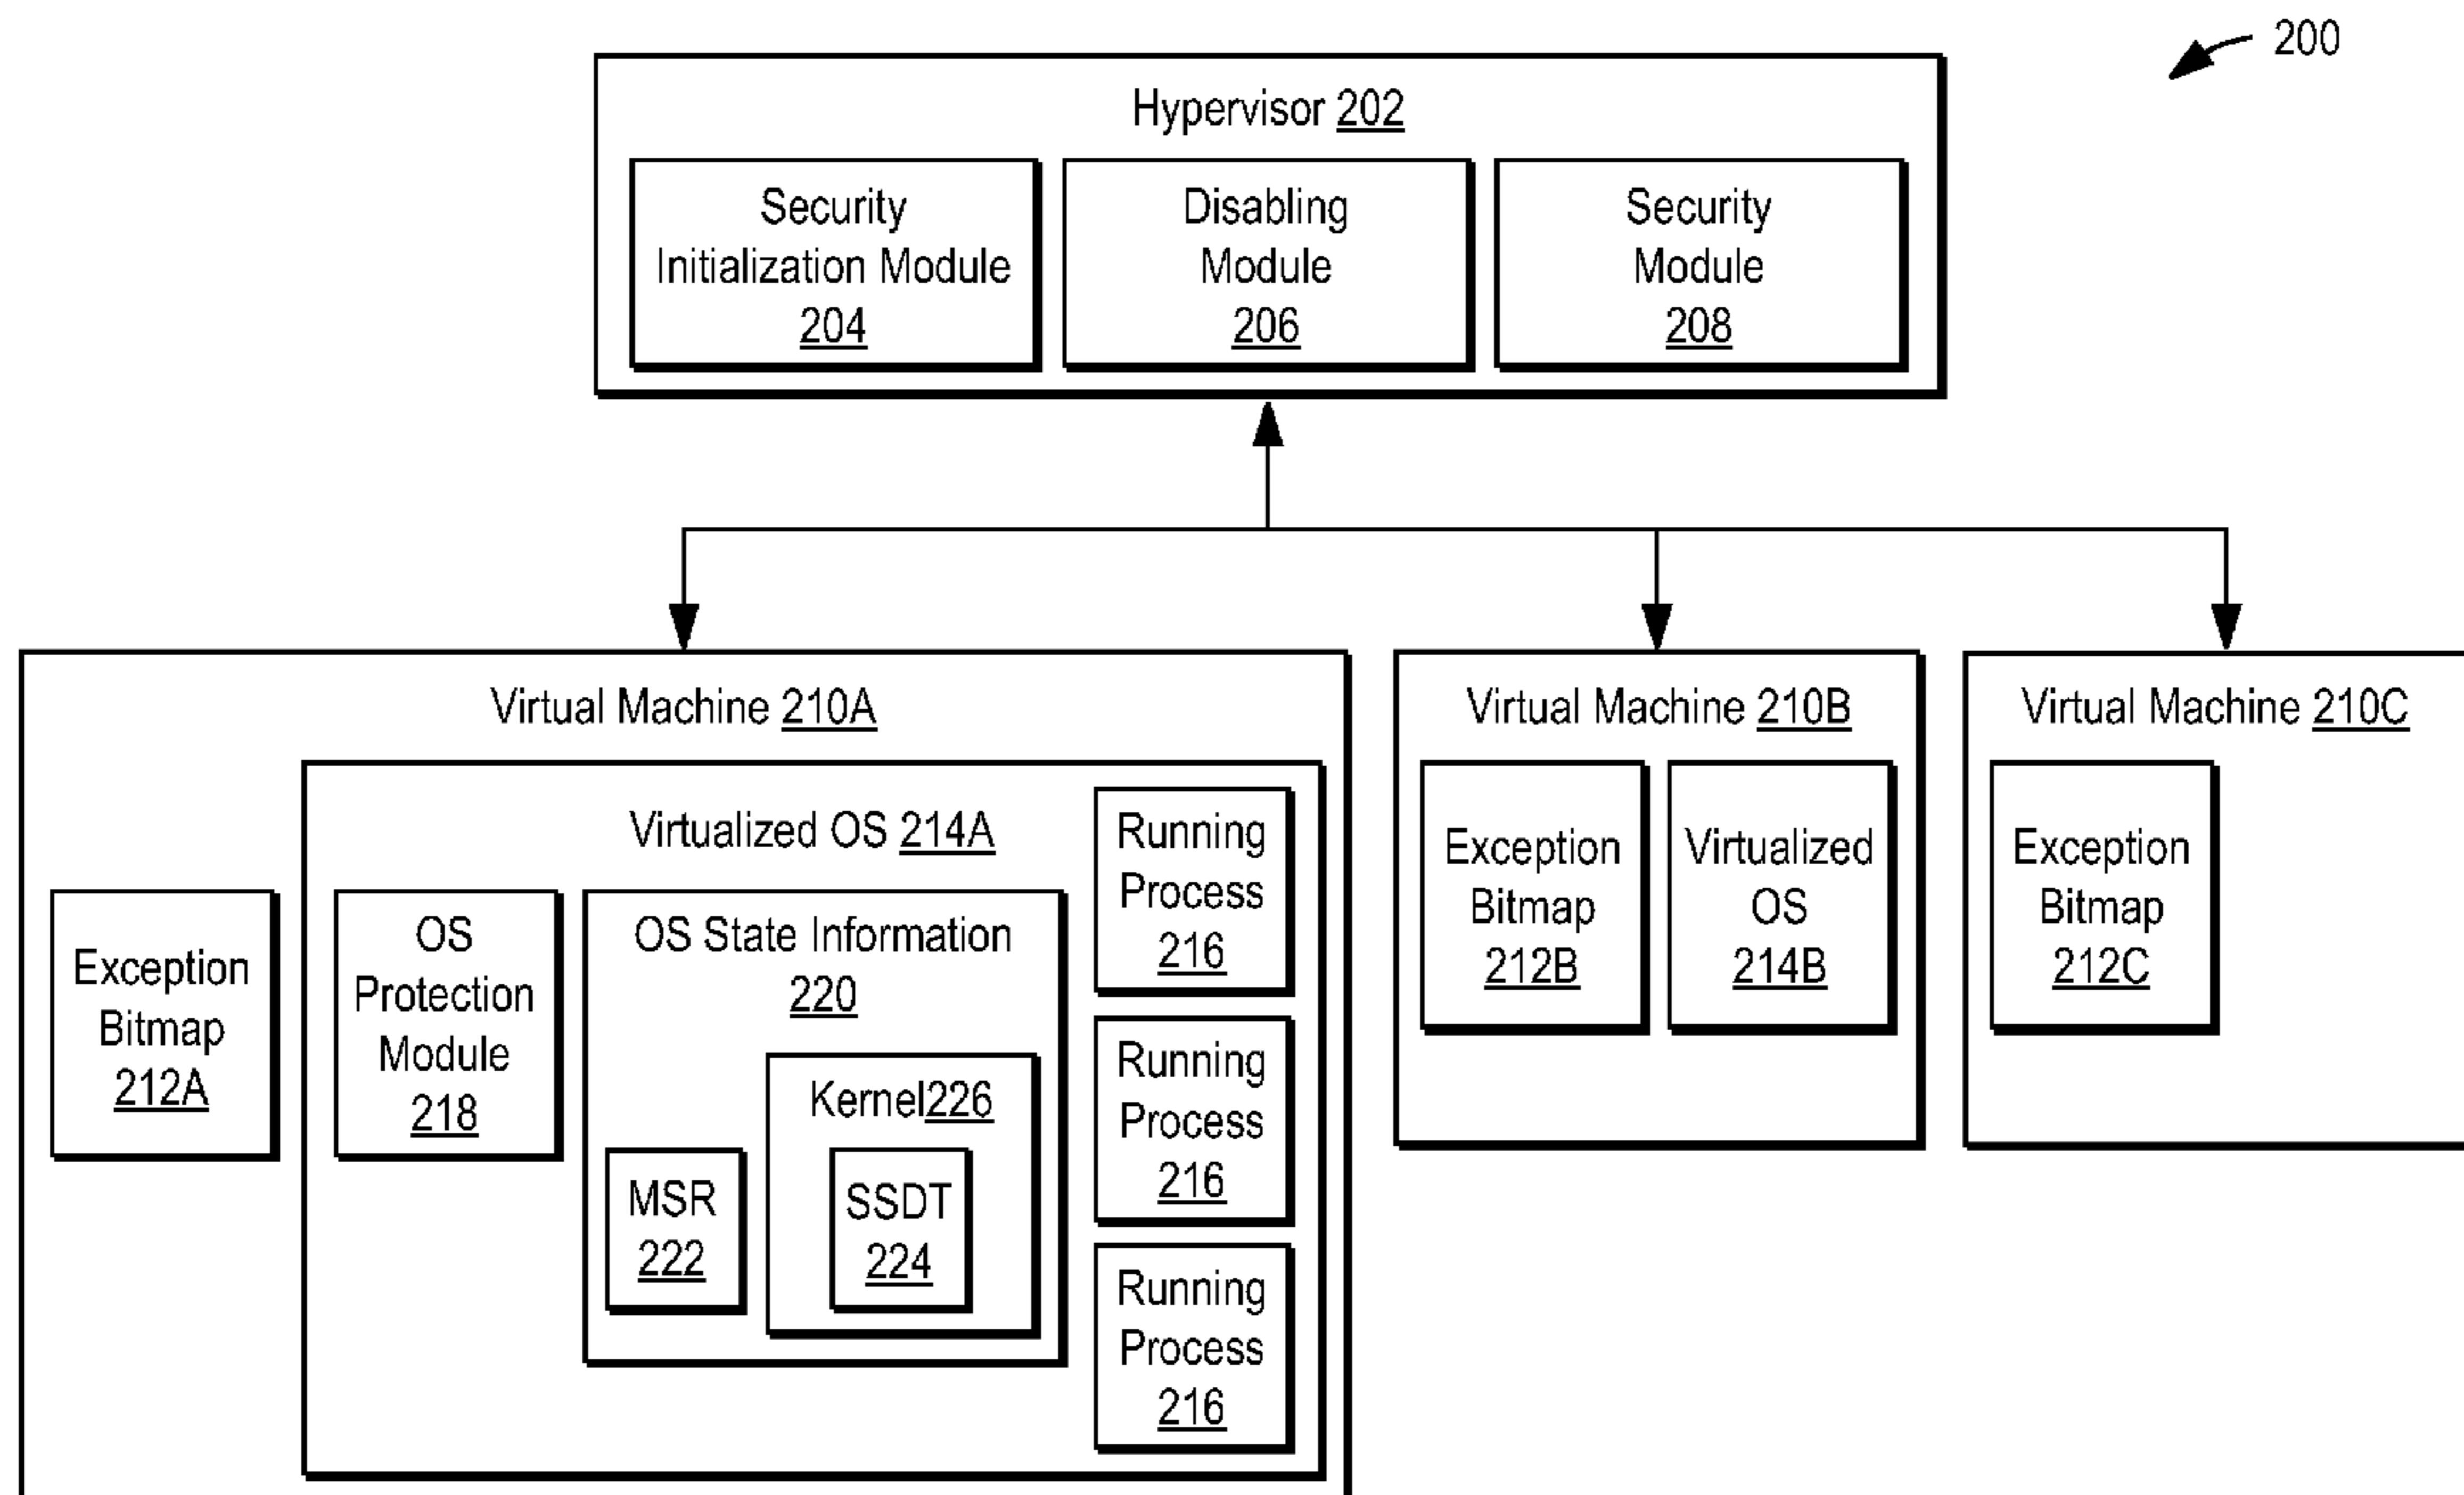 200
Hypervisor 202
Security
Initialization Module
204
Disabling
Module
206
Security
Module
208
Virtual Machine 210A
Exception
Bitmap
212A
Virtualized OS 214A
OS
Protection
Module
218
OS State Information
220
MSR
222
Kernel226
SSDT
224
Running
Process
216
Running
Process
216
Running
Process
216
Virtual Machine 210B
Exception
Bitmap
212B
Virtualized
OS
214B
Virtual Machine 210C
Exception
Bitmap
212C